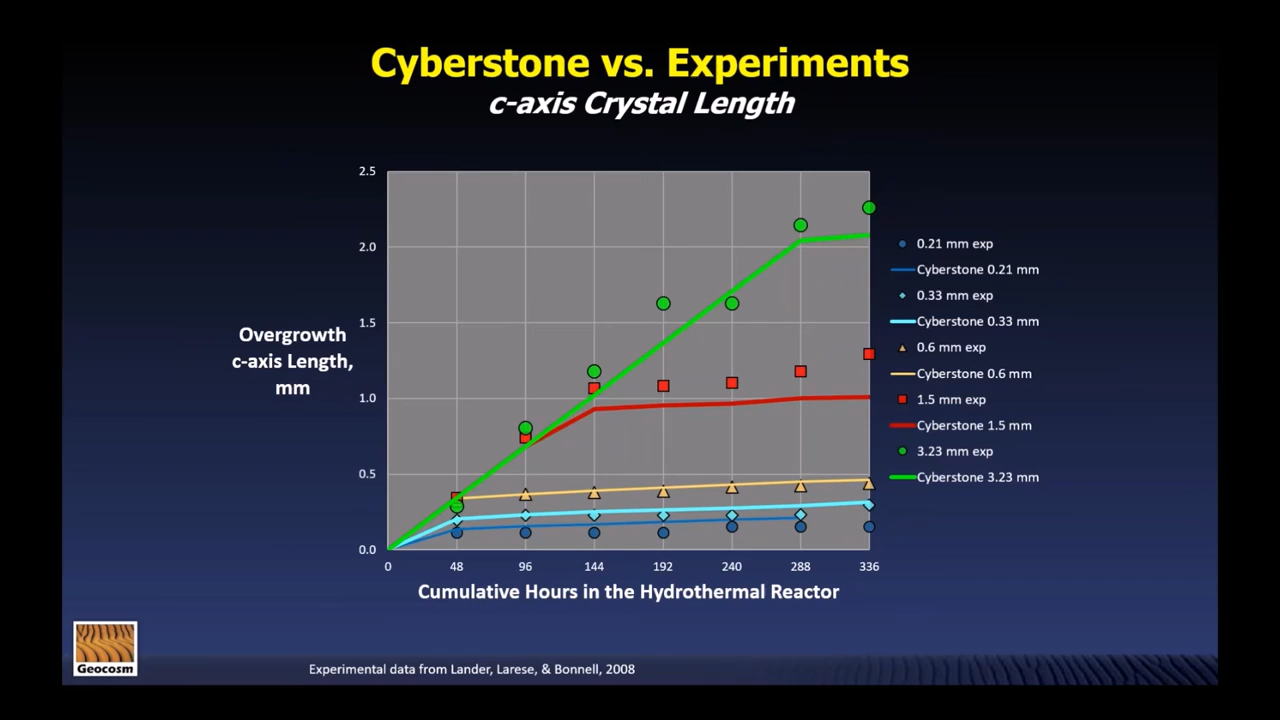 Cyberstone vs. Experiments
c-axis Crystal Length
2.5
2.0
1.5
1.0
0.5
0.0
Overgrowth
c-axis Length,
mm
0 48 96 144 192 240 288 336
Cumulative Hours in the Hydrothermal Reactor
0.21 mm exp
Cyberstone 0.21 mm
0.33 mm exp
Cyberstone 0.33 mm
0.6 mm exp
Cyberstone 0.6 mm
1.5 mm exp
Cyberstone 1.5 mm
3.23 mm exp
Cyberstone 3.23 mm
Geocosm
Experimental data from Lander, Larese, & Bonnell, 2008